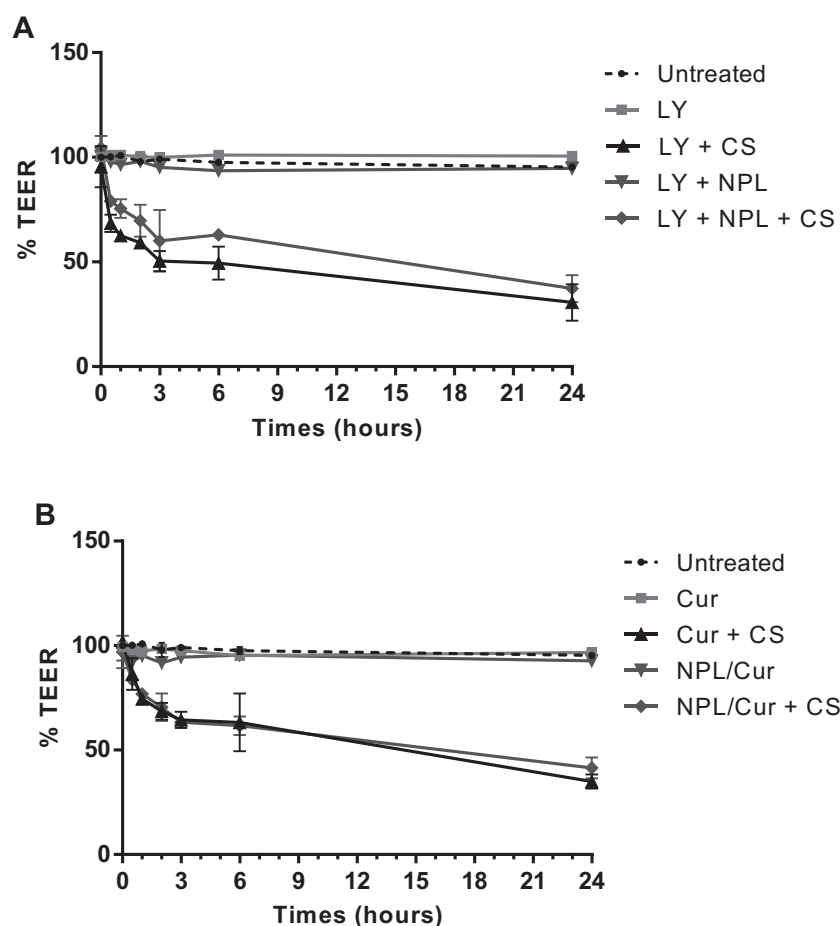 A
150
100
50
0
% TEER
0 3 6 9 12 15 18 21 24
Times (hours)
Untreated
LY
LY + CS
LY + NPL
LY + NPL + CS
B
150
100
50
0
% TEER
0 3 6 9 12 15 18 21 24
Times (hours)
Untreated
Cur
Cur + CS
NPL/Cur
NPL/Cur + CS